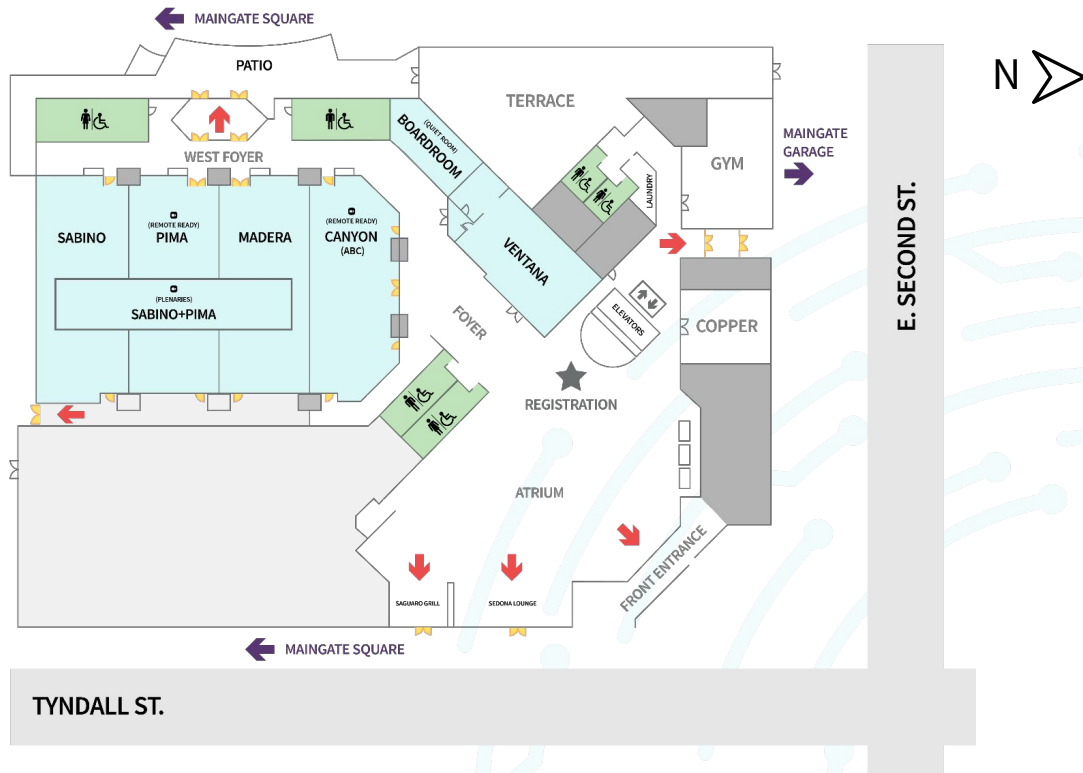 MAINGATE SQUARE
PATIO
N
TERRACE
BOARDROOM
(QUIET ROOM)
MAINGATE
GARAGE
GYM
WEST FOYER
LAUNDRY
E. SECOND ST.
SABINO
(REMOTE READY)
PIMA
MADERA
(REMOTE READY)
CANYON
(ABC)
VENTANA
(PLENARIES)
SABINO+PIMA
FOYER
ELEVATORS
COPPER
REGISTRATION
ATRIUM
FRONT ENTRANCE
SAGUARO GRILL
SEDONA LOUNGE
MAINGATE SQUARE
TYNDALL ST.